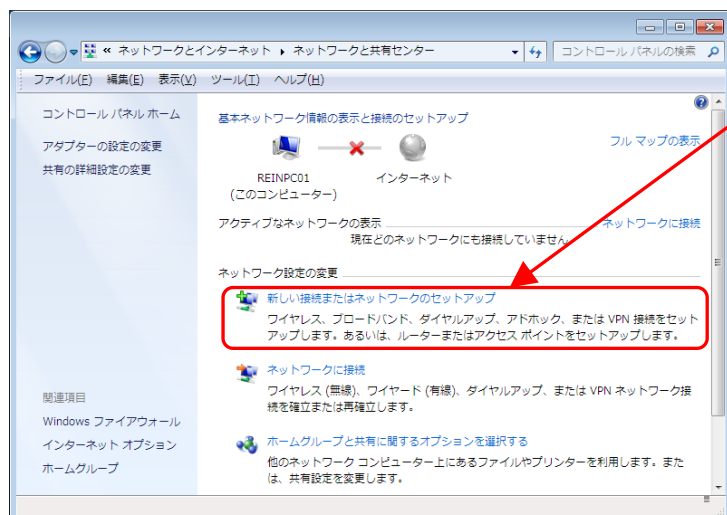 « ネットワークとインターネット ▸ ネットワークと共有センター
コントロール パネルの検索
ファイル(F) 編集(E) 表示(V) ツール(T) ヘルプ(H)
コントロール パネル ホーム
アダプターの設定の変更
共有の詳細設定の変更
基本ネットワーク情報の表示と接続のセットアップ
フル マップの表示
REINPC01
(このコンピューター)
インターネット
アクティブなネットワークの表示
ネットワークに接続
現在どのネットワークにも接続していません。
ネットワーク設定の変更
新しい接続またはネットワークのセットアップ
ワイヤレス、ブロードバンド、ダイヤルアップ、アドホック、または VPN 接続をセット
アップします。あるいは、ルーターまたはアクセス ポイントをセットアップします。
ネットワークに接続
ワイヤレス (無線)、ワイヤード (有線)、ダイヤルアップ、または VPN ネットワーク接
続を確立または再確立します。
ホームグループと共有に関するオプションを選択する
他のネットワーク コンピューター上にあるファイルやプリンターを利用します。また
は、共有設定を変更します。
関連項目
Windows ファイアウォール
インターネット オプション
ホームグループ